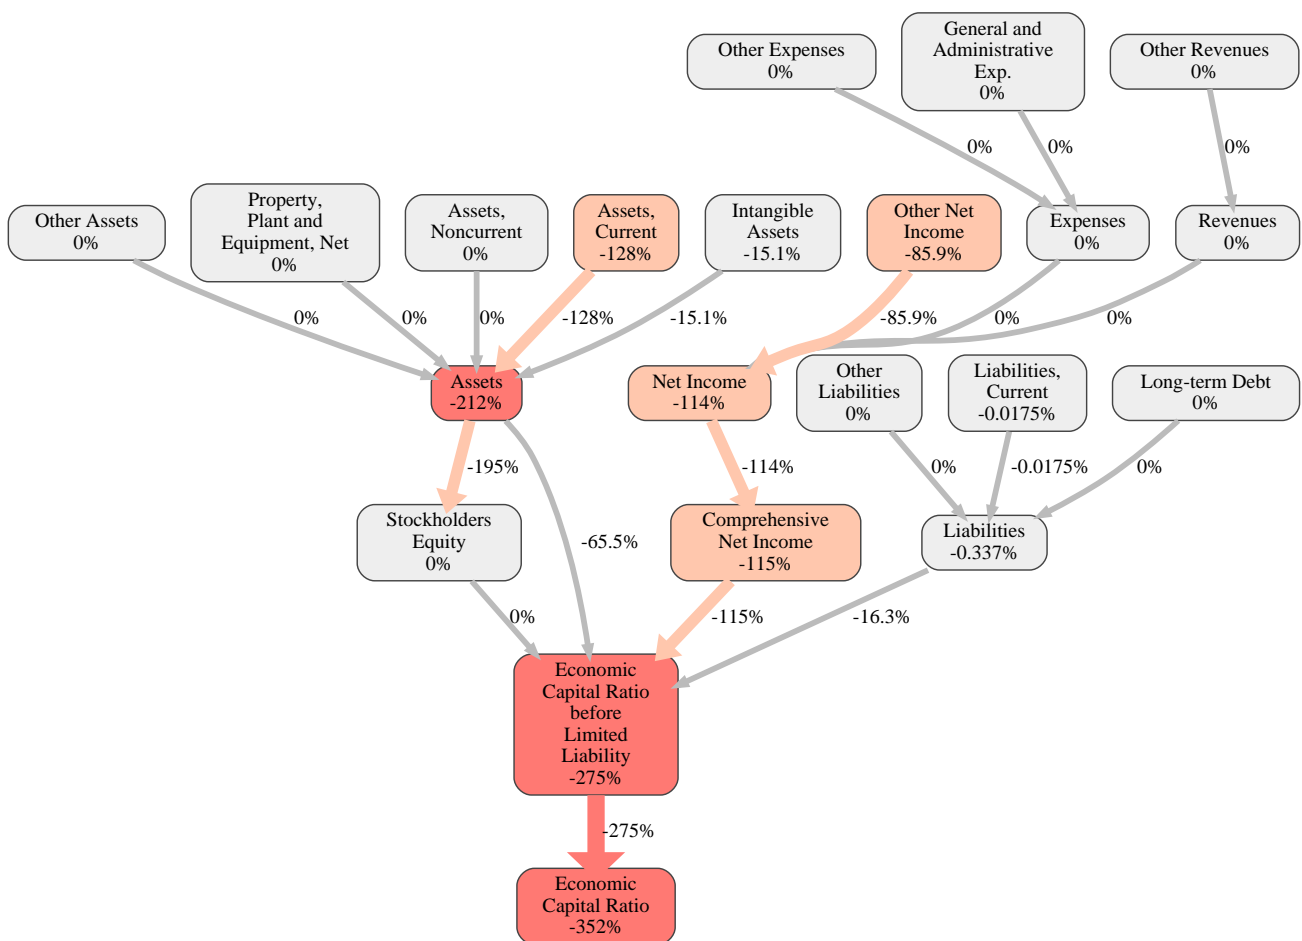 Other Expenses
0%
General and
Administrative
Exp.
0%
Other Revenues
0%
0%
0%
0%
Other Assets
0%
Property,
Plant and
Equipment, Net
0%
Assets,
Noncurrent
0%
Assets,
Current
-128%
Intangible
Assets
-15.1%
Other Net
Income
-85.9%
Expenses
0%
Revenues
0%
0%
0%
0%
-128%
-15.1%
-85.9%
0%
0%
Assets
-212%
Net Income
-114%
Other
Liabilities
0%
Liabilities,
Current
-0.0175%
Long-term Debt
0%
-195%
-114%
0%
-0.0175%
0%
Stockholders
Equity
0%
-65.5%
Comprehensive
Net Income
-115%
Liabilities
-0.337%
0%
-115%
-16.3%
Economic
Capital Ratio
before
Limited
Liability
-275%
-275%
Economic
Capital Ratio
-352%